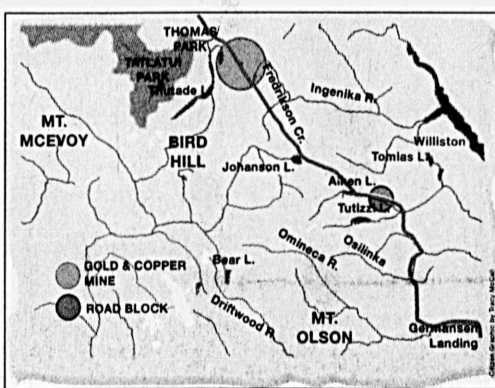 THOMAS
PARK
TATLATUI
PARK
Thutade L.
Fredrikson Cr.
Ingenika R.
MT.
MCEVOY
BIRD
HILL
Johanson L.
Williston
Tomias L.
Aiken L.
Tutizzi L.
Omineca R.
Osilinka
Bear L.
Driftwood R.
MT.
OLSON
Germansen
Landing
GOLD & COPPER
MINE
ROAD BLOCK